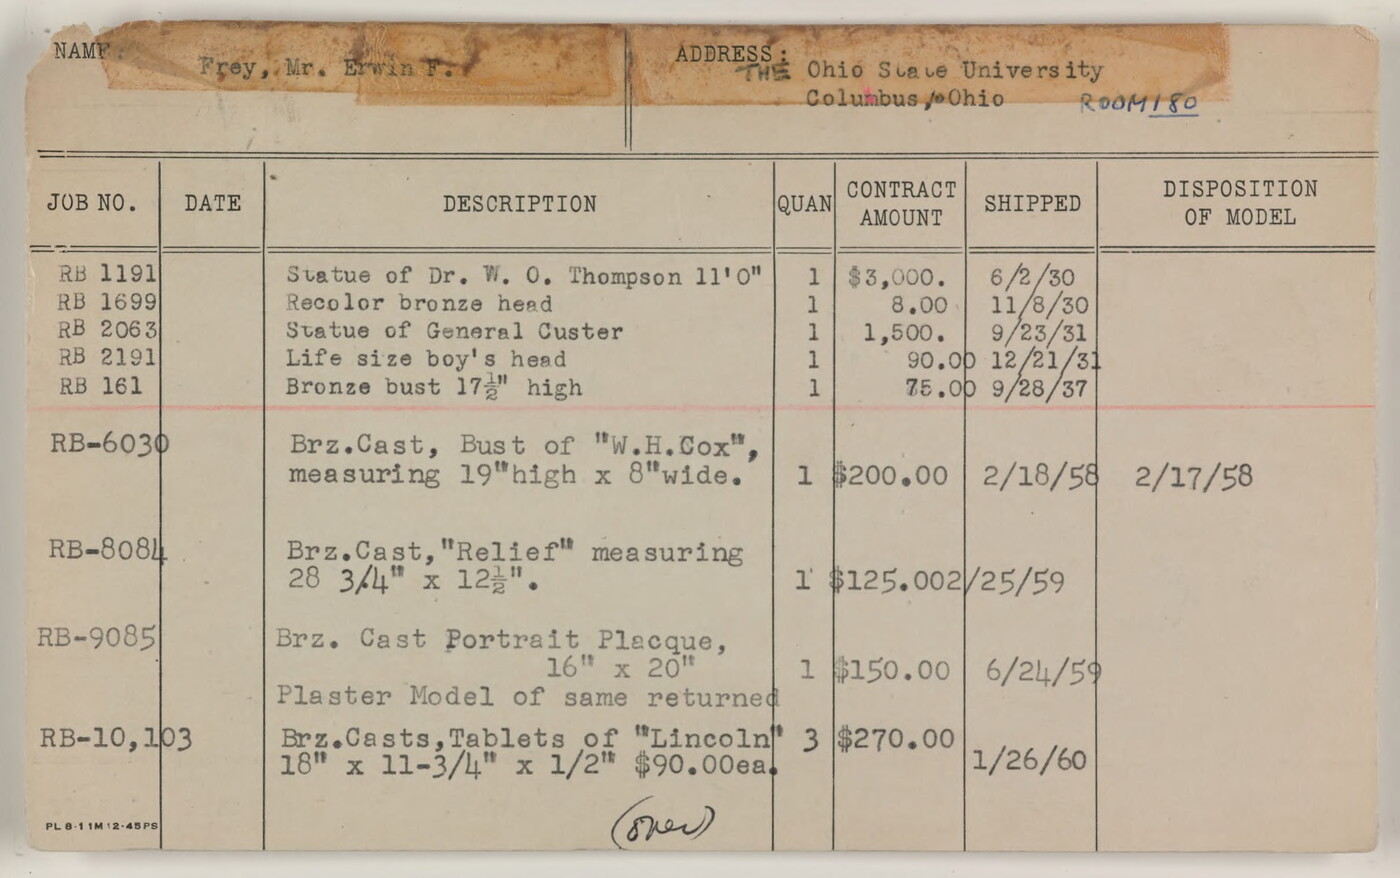 NAME: Frey, Mr. Erwin F. ADDRESS: THE Ohio State University
Columbus, Ohio ROOM 180
JOB NO. DATE DESCRIPTION QUAN CONTRACT AMOUNT SHIPPED DISPOSITION OF MODEL
RB 1191 Statue of Dr. W. O. Thompson 11'0" 1 $3,000. 6/2/30
RB 1699 Recolor bronze head 1 8.00 11/8/30
RB 2063 Statue of General Custer 1 1,500. 9/23/31
RB 2191 Life size boy's head 1 90.00 12/21/31
RB 161 Bronze bust 17½" high 1 75.00 9/28/37
RB-6030 Brz.Cast, Bust of "W.H.Cox",
measuring 19"high x 8"wide. 1 $200.00 2/18/58 2/17/58
RB-8084 Brz.Cast,"Relief" measuring
28 3/4" x 12½". 1 $125.00 2/25/59
RB-9085 Brz. Cast Portrait Placque,
16" x 20" 1 $150.00 6/24/59
Plaster Model of same returned
RB-10,103 Brz.Casts,Tablets of "Lincoln" 3 $270.00
18" x 11-3/4" x 1/2" $90.00ea. 1/26/60
PL 8-1 1M 12-45PS (over)